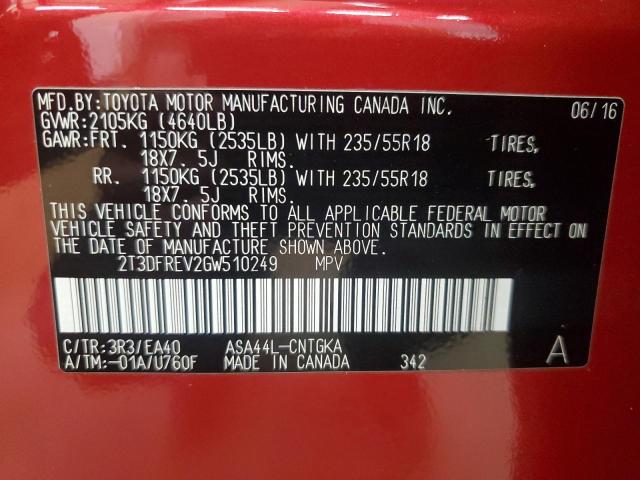 MFD.BY:TOYOTA MOTOR MANUFACTURING CANADA INC. 06/16
GVWR:2105KG (4640LB)
GAWR:FRT. 1150KG (2535LB) WITH 235/55R18 TIRES,
18X7.5J RIMS.
RR. 1150KG (2535LB) WITH 235/55R18 TIRES,
18X7.5J RIMS.
THIS VEHICLE CONFORMS TO ALL APPLICABLE FEDERAL MOTOR
VEHICLE SAFETY AND THEFT PREVENTION STANDARDS IN EFFECT ON
THE DATE OF MANUFACTURE SHOWN ABOVE.
2T3DFREV2GW510249 MPV
C/TR:3R3/EA40 ASA44L-CNTGKA A
A/TM:-01A/U760F MADE IN CANADA 342